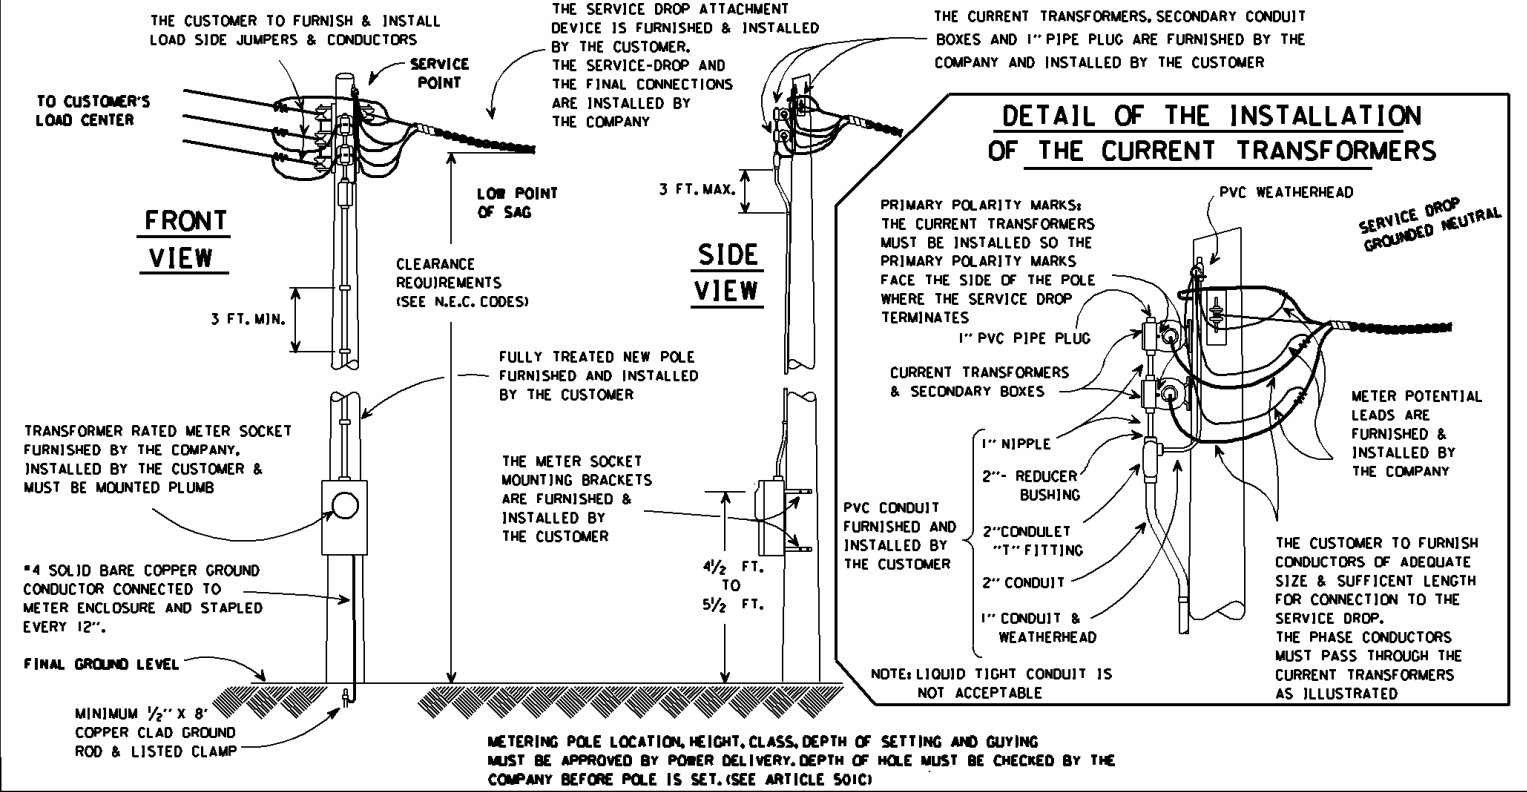 THE CUSTOMER TO FURNISH & INSTALL
LOAD SIDE JUMPERS & CONDUCTORS
SERVICE
POINT
TO CUSTOMER'S
LOAD CENTER
THE SERVICE DROP ATTACHMENT
DEVICE IS FURNISHED & INSTALLED
BY THE CUSTOMER.
THE SERVICE-DROP AND
THE FINAL CONNECTIONS
ARE INSTALLED BY
THE COMPANY
THE CURRENT TRANSFORMERS, SECONDARY CONDUIT
BOXES AND 1" PIPE PLUG ARE FURNISHED BY THE
COMPANY AND INSTALLED BY THE CUSTOMER
LOW POINT
OF SAG
FRONT
VIEW
3 FT. MIN.
CLEARANCE
REQUIREMENTS
(SEE N.E.C. CODES)
3 FT. MAX.
SIDE
VIEW
FULLY TREATED NEW POLE
FURNISHED AND INSTALLED
BY THE CUSTOMER
TRANSFORMER RATED METER SOCKET
FURNISHED BY THE COMPANY,
INSTALLED BY THE CUSTOMER &
MUST BE MOUNTED PLUMB
THE METER SOCKET
MOUNTING BRACKETS
ARE FURNISHED &
INSTALLED BY
THE CUSTOMER
4½ FT.
TO
5½ FT.
#4 SOLID BARE COPPER GROUND
CONDUCTOR CONNECTED TO
METER ENCLOSURE AND STAPLED
EVERY 12".
FINAL GROUND LEVEL
MINIMUM ½" X 8'
COPPER CLAD GROUND
ROD & LISTED CLAMP
METERING POLE LOCATION, HEIGHT, CLASS, DEPTH OF SETTING AND GUYING
MUST BE APPROVED BY POWER DELIVERY. DEPTH OF HOLE MUST BE CHECKED BY THE
COMPANY BEFORE POLE IS SET. (SEE ARTICLE 501C)
DETAIL OF THE INSTALLATION
OF THE CURRENT TRANSFORMERS
PVC WEATHERHEAD
SERVICE DROP
GROUNDED NEUTRAL
PRIMARY POLARITY MARKS:
THE CURRENT TRANSFORMERS
MUST BE INSTALLED SO THE
PRIMARY POLARITY MARKS
FACE THE SIDE OF THE POLE
WHERE THE SERVICE DROP
TERMINATES
1" PVC PIPE PLUG
CURRENT TRANSFORMERS
& SECONDARY BOXES
1" NIPPLE
2"- REDUCER
BUSHING
2"CONDULET
"T" FITTING
2" CONDUIT
1" CONDUIT &
WEATHERHEAD
PVC CONDUIT
FURNISHED AND
INSTALLED BY
THE CUSTOMER
METER POTENTIAL
LEADS ARE
FURNISHED &
INSTALLED BY
THE COMPANY
THE CUSTOMER TO FURNISH
CONDUCTORS OF ADEQUATE
SIZE & SUFFICENT LENGTH
FOR CONNECTION TO THE
SERVICE DROP.
THE PHASE CONDUCTORS
MUST PASS THROUGH THE
CURRENT TRANSFORMERS
AS ILLUSTRATED
NOTE: LIQUID TIGHT CONDUIT IS
NOT ACCEPTABLE